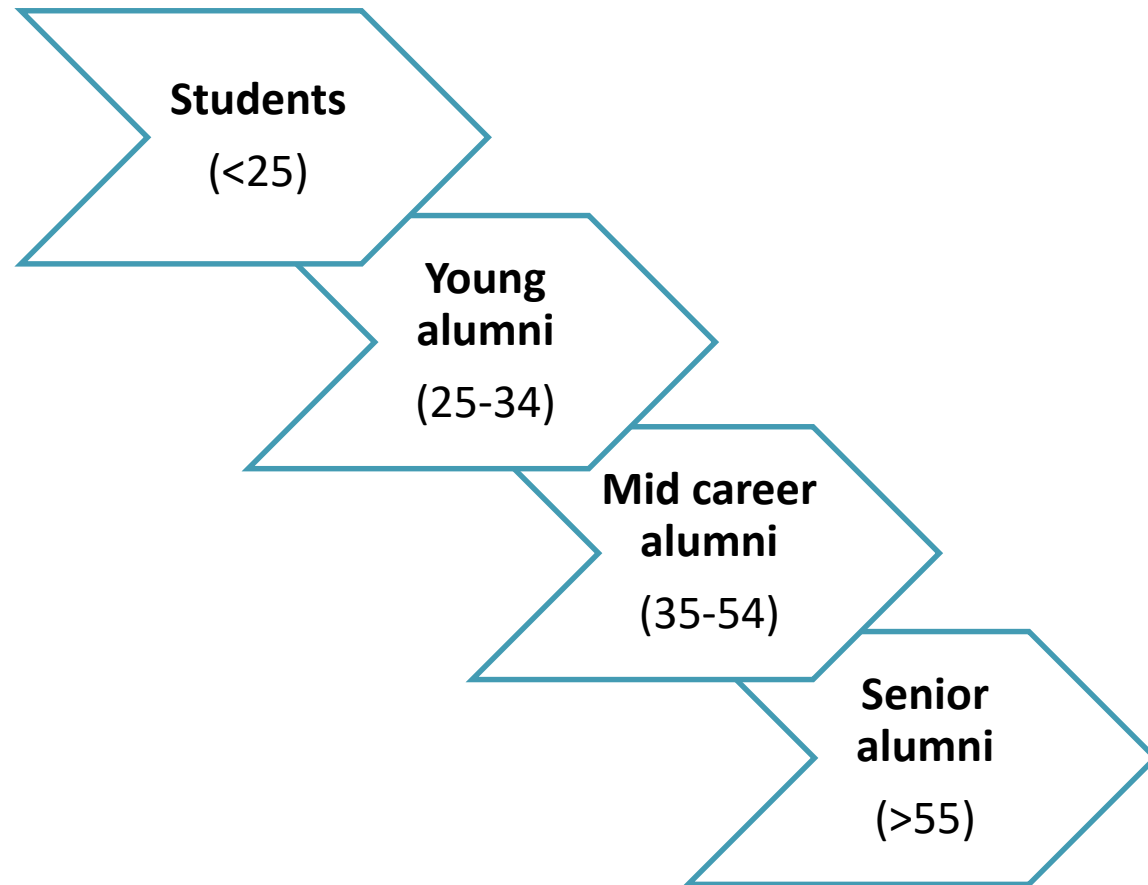 Students
(<25)
Young
alumni
(25-34)
Mid career
alumni
(35-54)
Senior
alumni
(>55)